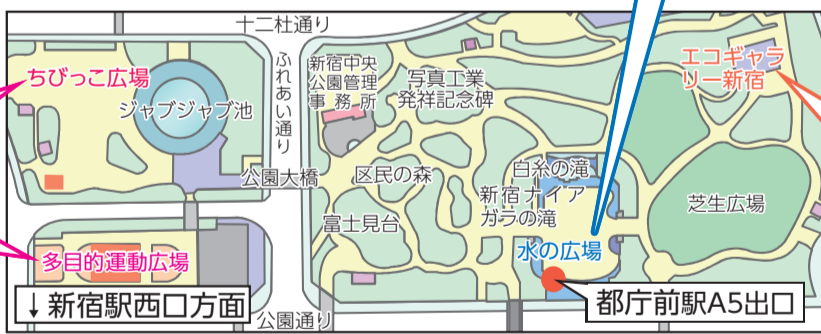 十二社通り
ふれあい通り
ちびっこ広場
ジャブジャブ池
新宿中央
公園管理
事務所
写真工業
発祥記念碑
エコギャラ
リー新宿
公園大橋
区民の森
白糸の滝
新宿ナイア
ガラの滝
芝生広場
富士見台
水の広場
多目的運動広場
↓新宿駅西口方面
公園通り
都庁前駅A5出口